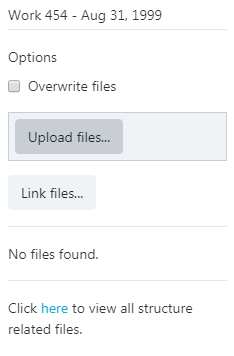 Work 454 - Aug 31, 1999
Options
Overwrite files
Upload files...
Link files...
No files found.
Click here to view all structure
related files.